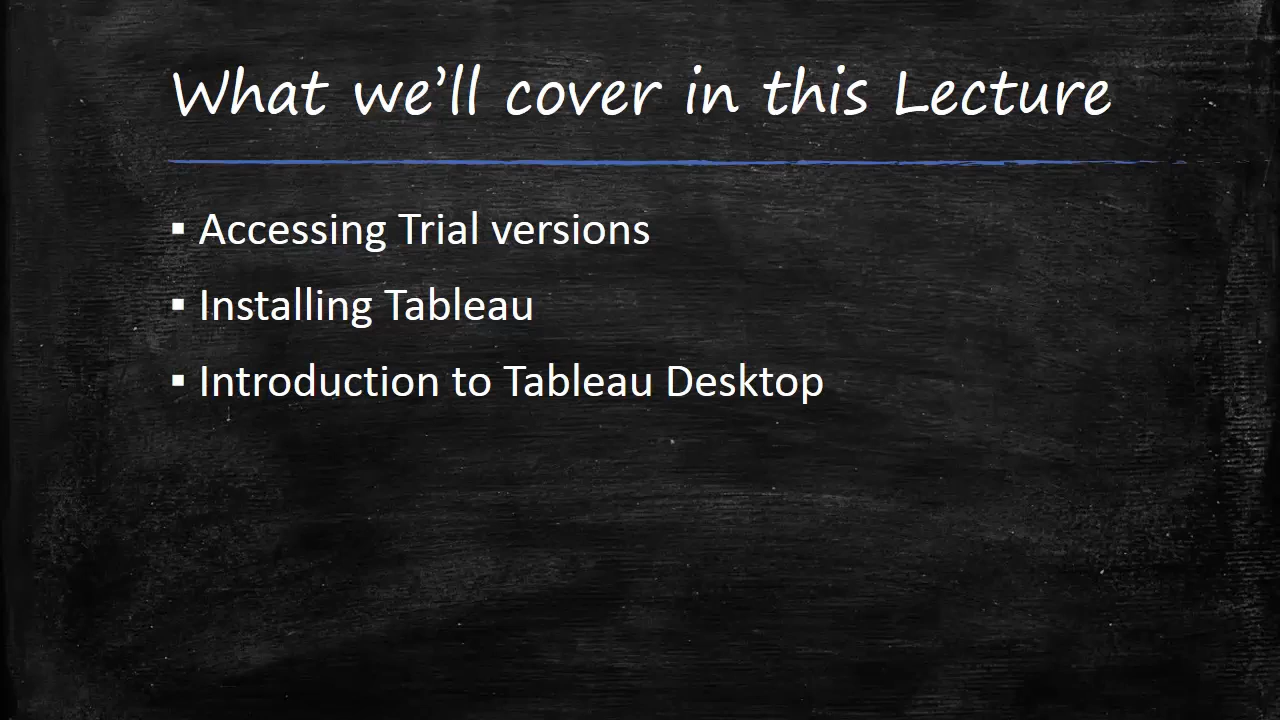 What we’ll cover in this Lecture
▪ Accessing Trial versions
▪ Installing Tableau
▪ Introduction to Tableau Desktop